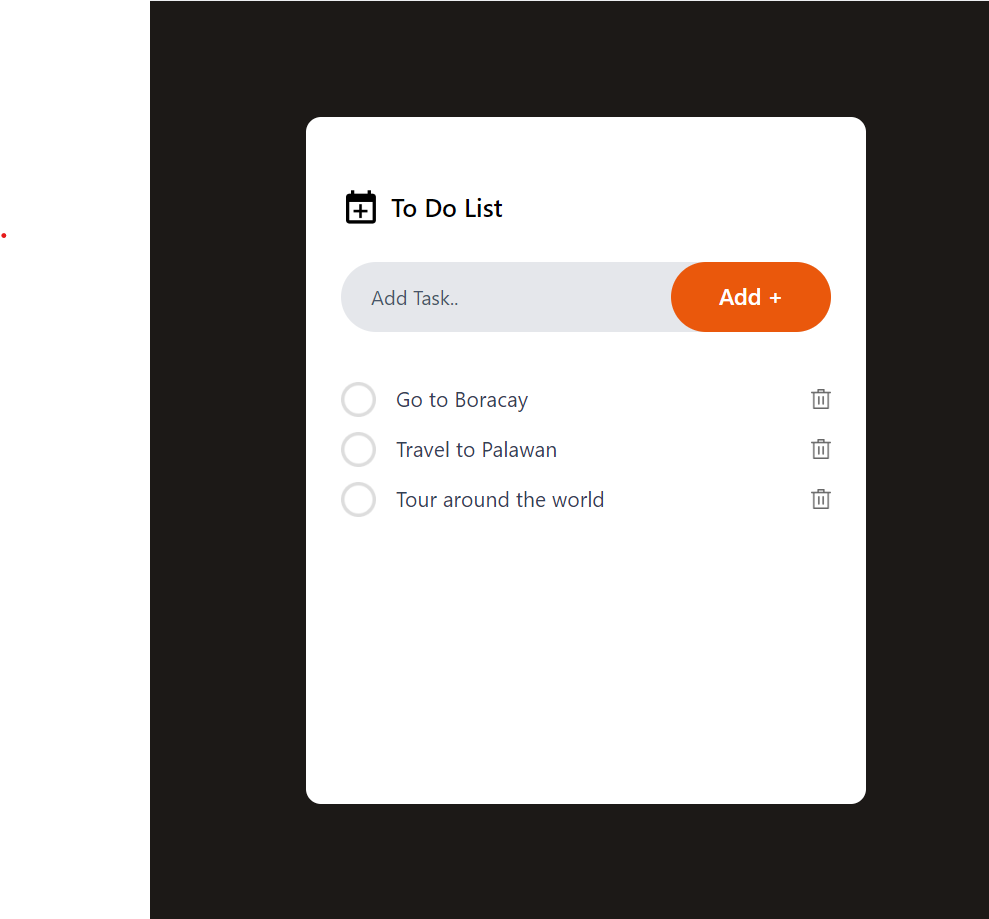 To Do List
Add Task..
Add +
Go to Boracay
Travel to Palawan
Tour around the world